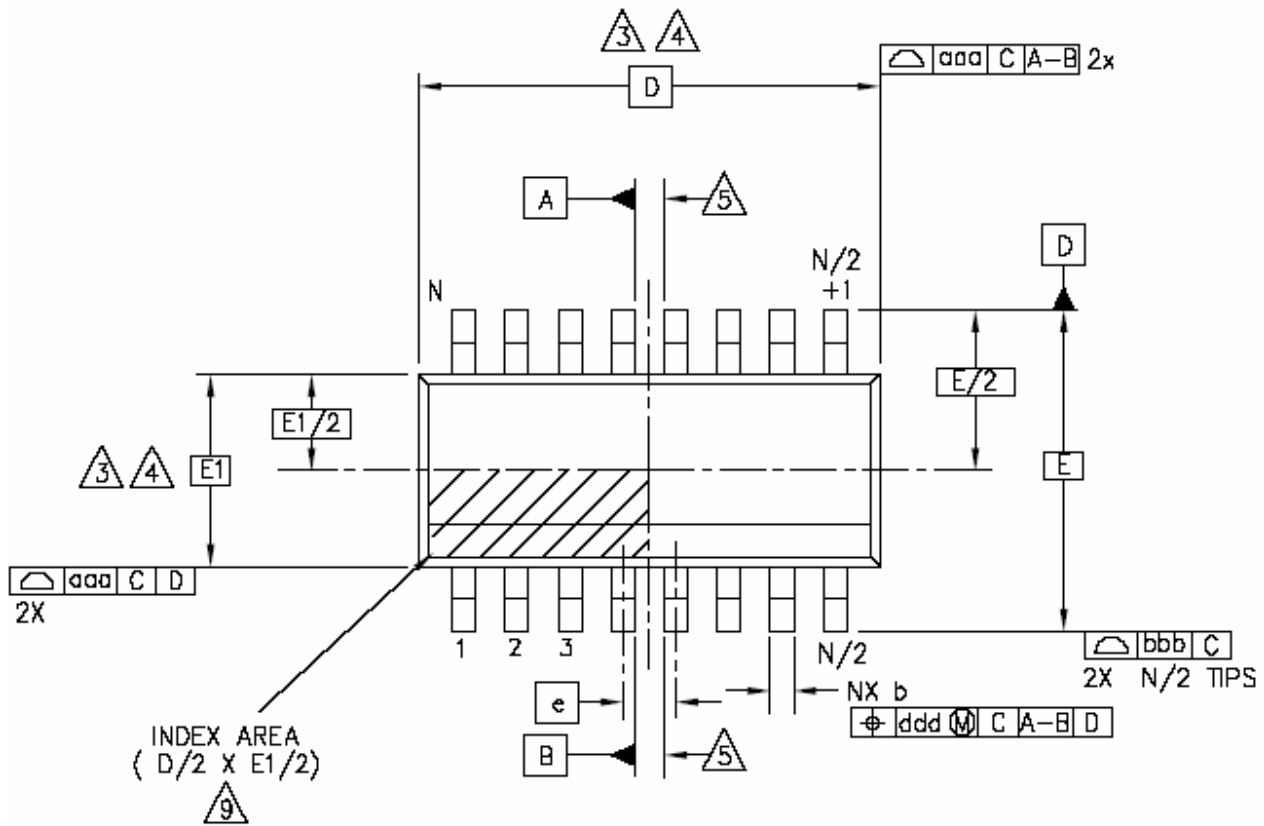 3 4
D
⌓ aaa C A-B 2x
A
5
D
N
N/2
+1
E1/2
E/2
3 4
E1
E
⌓ aaa C D
2X
1 2 3
N/2
⌓ bbb C
2X N/2 TIPS
e
NX b
⌖ ddd Ⓜ C A-B D
B
5
INDEX AREA
( D/2 X E1/2)
9